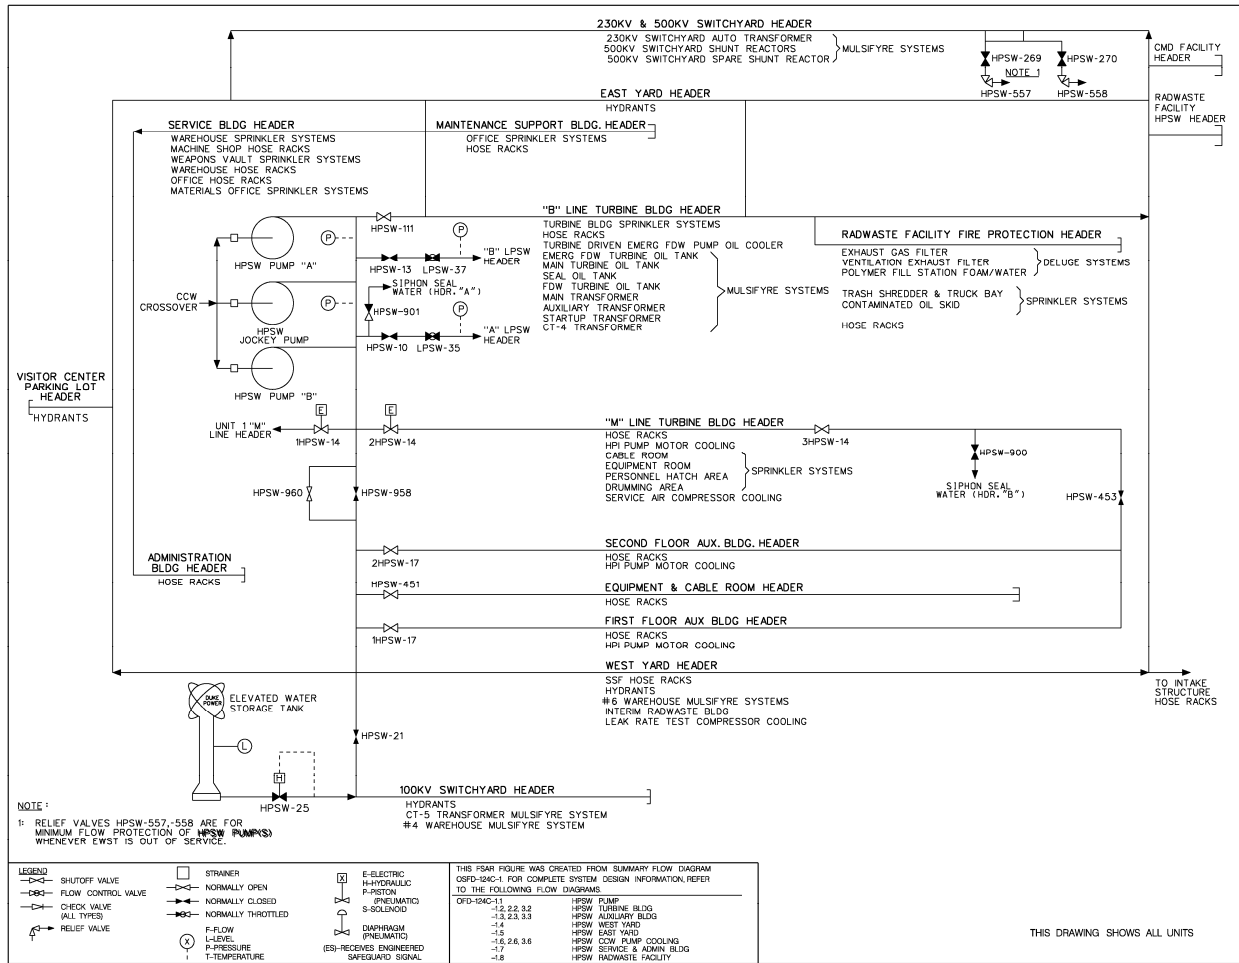 230KV & 500KV SWITCHYARD HEADER
230KV SWITCHYARD AUTO TRANSFORMER
500KV SWITCHYARD SHUNT REACTORS
500KV SWITCHYARD SPARE SHUNT REACTOR
MULSIFYRE SYSTEMS
HPSW-269
HPSW-270
NOTE 1
HPSW-557
HPSW-558
CMD FACILITY
HEADER
RADWASTE
FACILITY
HPSW HEADER
EAST YARD HEADER
HYDRANTS
SERVICE BLDG HEADER
WAREHOUSE SPRINKLER SYSTEMS
MACHINE SHOP HOSE RACKS
WEAPONS VAULT SPRINKLER SYSTEMS
WAREHOUSE HOSE RACKS
OFFICE HOSE RACKS
MATERIALS OFFICE SPRINKLER SYSTEMS
MAINTENANCE SUPPORT BLDG. HEADER
OFFICE SPRINKLER SYSTEMS
HOSE RACKS
HPSW PUMP "A"
P
HPSW-111
P
HPSW-13
LPSW-37
"B" LPSW
HEADER
SIPHON SEAL
WATER (HDR."A")
HPSW-901
P
P
HPSW-10
LPSW-35
"A" LPSW
HEADER
CCW
CROSSOVER
HPSW
JOCKEY PUMP
HPSW PUMP "B"
"B" LINE TURBINE BLDG HEADER
TURBINE BLDG SPRINKLER SYSTEMS
HOSE RACKS
TURBINE DRIVEN EMERG FDW PUMP OIL COOLER
EMERG FDW TURBINE OIL TANK
MAIN TURBINE OIL TANK
SEAL OIL TANK
FDW TURBINE OIL TANK
MAIN TRANSFORMER
AUXILIARY TRANSFORMER
STARTUP TRANSFORMER
CT-4 TRANSFORMER
MULSIFYRE SYSTEMS
RADWASTE FACILITY FIRE PROTECTION HEADER
EXHAUST GAS FILTER
VENTILATION EXHAUST FILTER
POLYMER FILL STATION FOAM/WATER
DELUGE SYSTEMS
TRASH SHREDDER & TRUCK BAY
CONTAMINATED OIL SKID
SPRINKLER SYSTEMS
HOSE RACKS
VISITOR CENTER
PARKING LOT
HEADER
HYDRANTS
UNIT 1 "M"
LINE HEADER
E
1HPSW-14
E
2HPSW-14
"M" LINE TURBINE BLDG HEADER
HOSE RACKS
HPI PUMP MOTOR COOLING
CABLE ROOM
EQUIPMENT ROOM
PERSONNEL HATCH AREA
DRUMMING AREA
SPRINKLER SYSTEMS
SERVICE AIR COMPRESSOR COOLING
3HPSW-14
HPSW-900
SIPHON SEAL
WATER (HDR."B")
HPSW-453
HPSW-960
HPSW-958
2HPSW-17
SECOND FLOOR AUX. BLDG. HEADER
HOSE RACKS
HPI PUMP MOTOR COOLING
ADMINISTRATION
BLDG HEADER
HOSE RACKS
HPSW-451
EQUIPMENT & CABLE ROOM HEADER
HOSE RACKS
1HPSW-17
FIRST FLOOR AUX BLDG HEADER
HOSE RACKS
HPI PUMP MOTOR COOLING
WEST YARD HEADER
SSF HOSE RACKS
HYDRANTS
#6 WAREHOUSE MULSIFYRE SYSTEMS
INTERIM RADWASTE BLDG
LEAK RATE TEST COMPRESSOR COOLING
TO INTAKE
STRUCTURE
HOSE RACKS
DUKE
POWER
ELEVATED WATER
STORAGE TANK
L
H
HPSW-25
HPSW-21
100KV SWITCHYARD HEADER
HYDRANTS
CT-5 TRANSFORMER MULSIFYRE SYSTEM
#4 WAREHOUSE MULSIFYRE SYSTEM
NOTE :
1: RELIEF VALVES HPSW-557,-558 ARE FOR
MINIMUM FLOW PROTECTION OF HPSW PUMP(S)
WHENEVER EWST IS OUT OF SERVICE.
LEGEND
SHUTOFF VALVE
FLOW CONTROL VALVE
CHECK VALVE
(ALL TYPES)
RELIEF VALVE
STRAINER
NORMALLY OPEN
NORMALLY CLOSED
NORMALLY THROTTLED
X
F-FLOW
L-LEVEL
P-PRESSURE
T-TEMPERATURE
X
E-ELECTRIC
H-HYDRAULIC
P-PISTON
(PNEUMATIC)
S-SOLENOID
DIAPHRAGM
(PNEUMATIC)
(ES)-RECEIVES ENGINEERED
SAFEGUARD SIGNAL
THIS FSAR FIGURE WAS CREATED FROM SUMMARY FLOW DIAGRAM
OSFD-124C-1. FOR COMPLETE SYSTEM DESIGN INFORMATION, REFER
TO THE FOLLOWING FLOW DIAGRAMS.
OFD-124C-1.1 HPSW PUMP
-1.2, 2.2, 3.2 HPSW TURBINE BLDG
-1.3, 2.3, 3.3 HPSW AUXILIARY BLDG
-1.4 HPSW WEST YARD
-1.5 HPSW EAST YARD
-1.6, 2.6, 3.6 HPSW CCW PUMP COOLING
-1.7 HPSW SERVICE & ADMIN BLDG
-1.8 HPSW RADWASTE FACILITY
THIS DRAWING SHOWS ALL UNITS